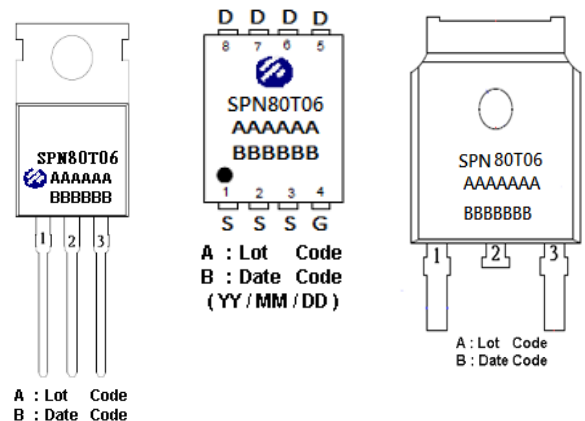 SPN80T06
AAAAAA
BBBBBB
1 2 3
A : Lot Code
B : Date Code
D D D D
8 7 6 5
SPN80T06
AAAAAA
BBBBBB
1 2 3 4
S S S G
A : Lot Code
B : Date Code
( YY / MM / DD )
SPN 80T06
AAAAAAA
BBBBBBB
1 2 3
A : Lot Code
B : Date Code